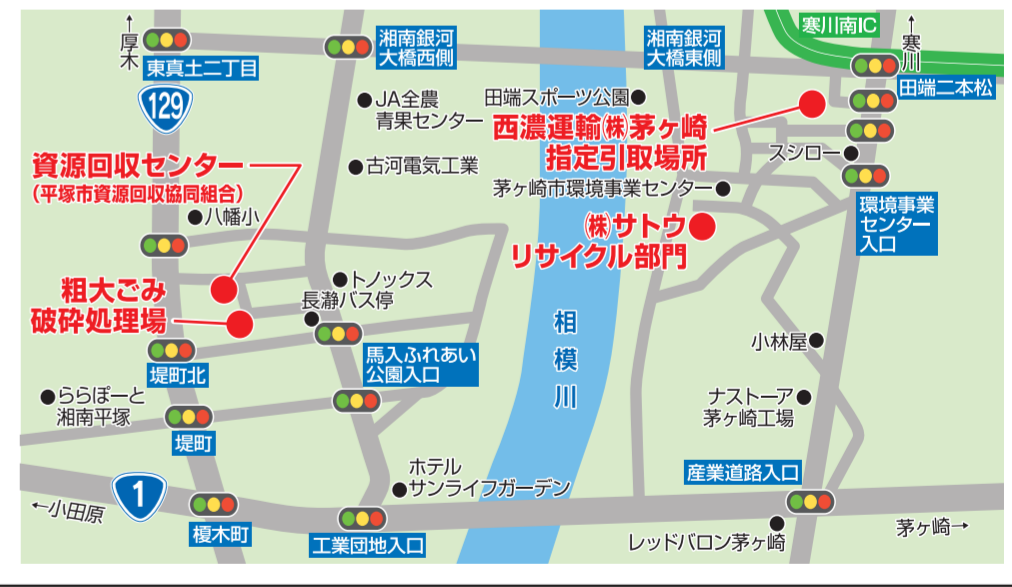 ↑厚木
東真土二丁目
129
湘南銀河
大橋西側
湘南銀河
大橋東側
寒川南IC
↑寒川
田端二本松
JA全農
青果センター
田端スポーツ公園
西濃運輸㈱茅ヶ崎
指定引取場所
スシロー
資源回収センター
(平塚市資源回収協同組合)
古河電気工業
茅ヶ崎市環境事業センター
環境事業
センター
入口
八幡小
㈱サトウ
リサイクル部門
粗大ごみ
破砕処理場
トノックス
長瀞バス停
相模川
小林屋
堤町北
馬入ふれあい
公園入口
ららぽーと
湘南平塚
堤町
ナストーア
茅ヶ崎工場
ホテル
サンライフガーデン
産業道路入口
1
←小田原
榎木町
工業団地入口
レッドバロン茅ヶ崎
茅ヶ崎→